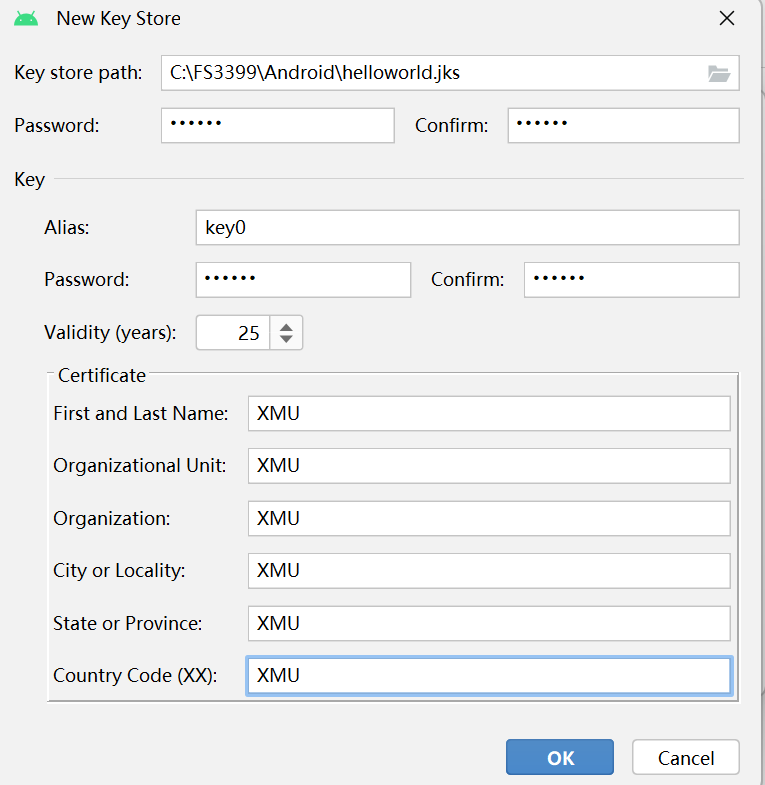 New Key Store
Key store path: C:\FS3399\Android\helloworld.jks
Password: •••••• Confirm: ••••••
Key
Alias: key0
Password: •••••• Confirm: ••••••
Validity (years): 25
Certificate
First and Last Name: XMU
Organizational Unit: XMU
Organization: XMU
City or Locality: XMU
State or Province: XMU
Country Code (XX): XMU
OK Cancel